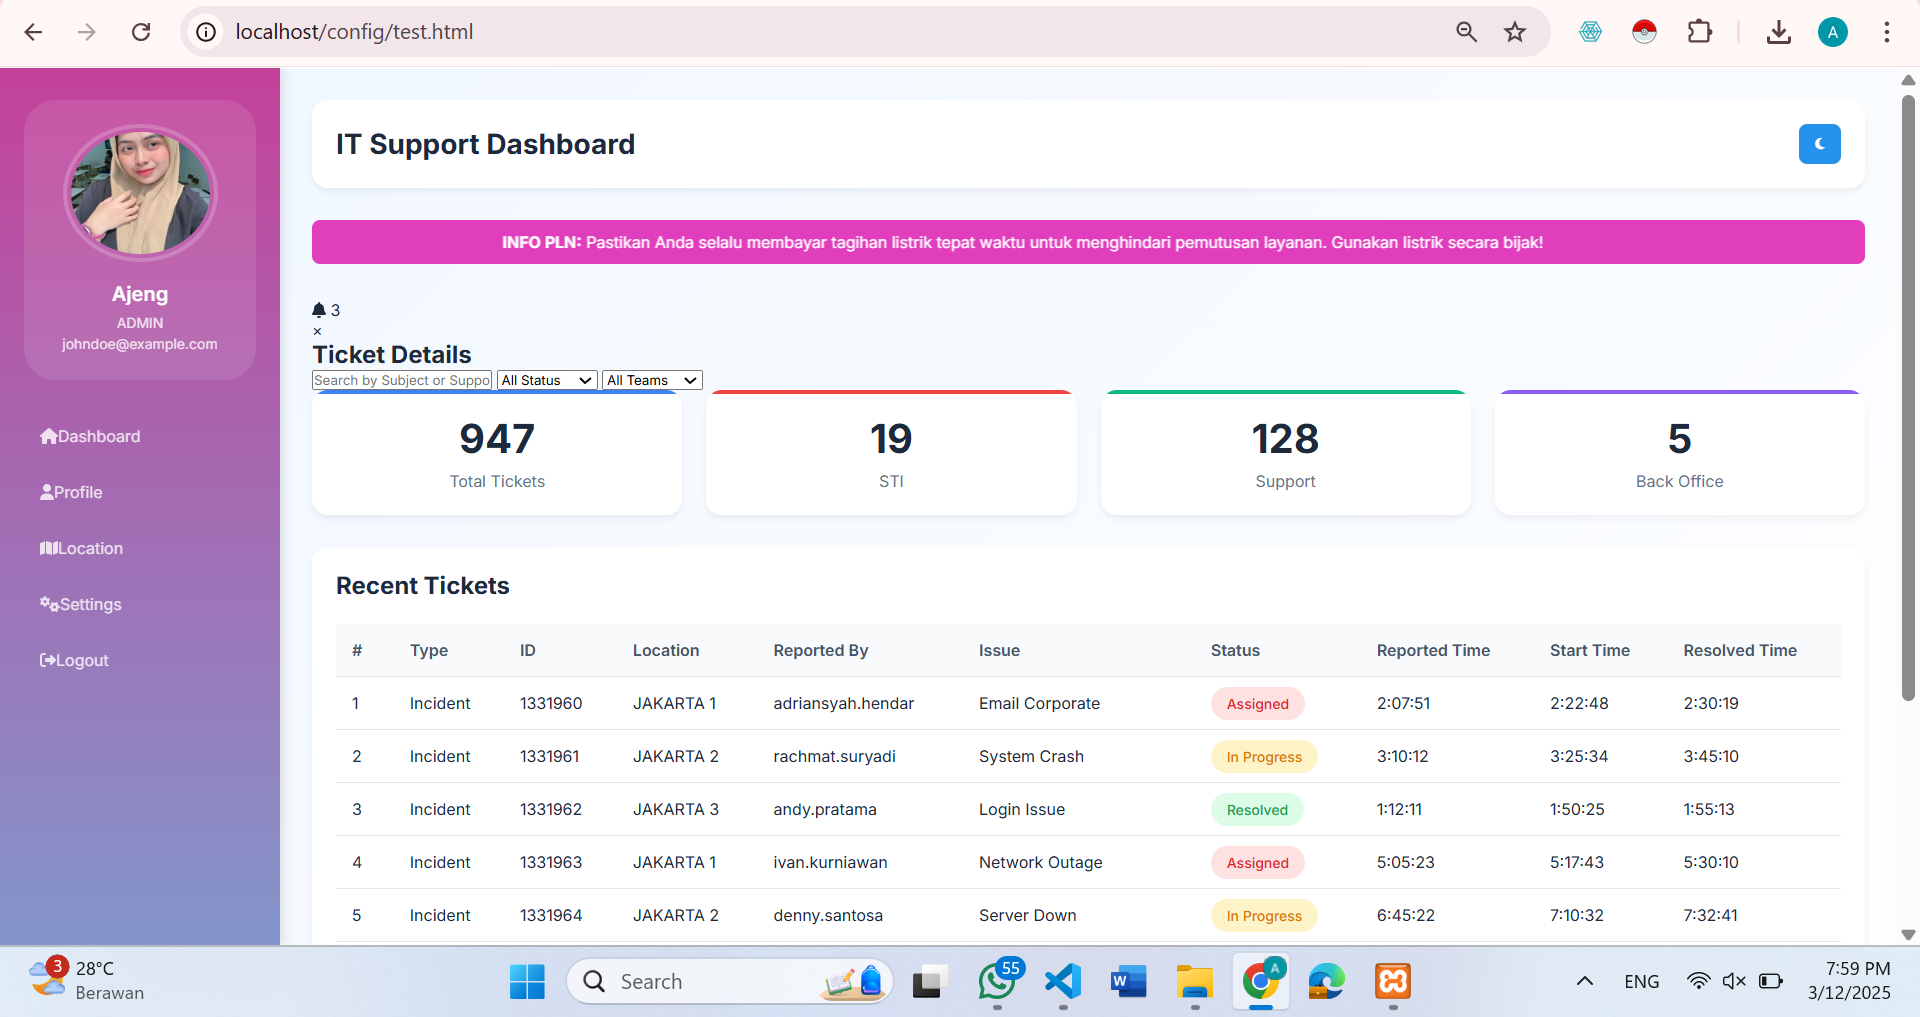 localhost/config/test.html
A
Ajeng
ADMIN
johndoe@example.com
Dashboard
Profile
Location
Settings
Logout
IT Support Dashboard
INFO PLN: Pastikan Anda selalu membayar tagihan listrik tepat waktu untuk menghindari pemutusan layanan. Gunakan listrik secara bijak!
3
×
Ticket Details
Search by Subject or Suppo All Status All Teams
947 19 128 5
Total Tickets STI Support Back Office
Recent Tickets
# Type ID Location Reported By Issue Status Reported Time Start Time Resolved Time
1 Incident 1331960 JAKARTA 1 adriansyah.hendar Email Corporate Assigned 2:07:51 2:22:48 2:30:19
2 Incident 1331961 JAKARTA 2 rachmat.suryadi System Crash In Progress 3:10:12 3:25:34 3:45:10
3 Incident 1331962 JAKARTA 3 andy.pratama Login Issue Resolved 1:12:11 1:50:25 1:55:13
4 Incident 1331963 JAKARTA 1 ivan.kurniawan Network Outage Assigned 5:05:23 5:17:43 5:30:10
5 Incident 1331964 JAKARTA 2 denny.santosa Server Down In Progress 6:45:22 7:10:32 7:32:41
3 28°C
Berawan
Search
55
W
A
ENG
7:59 PM
3/12/2025